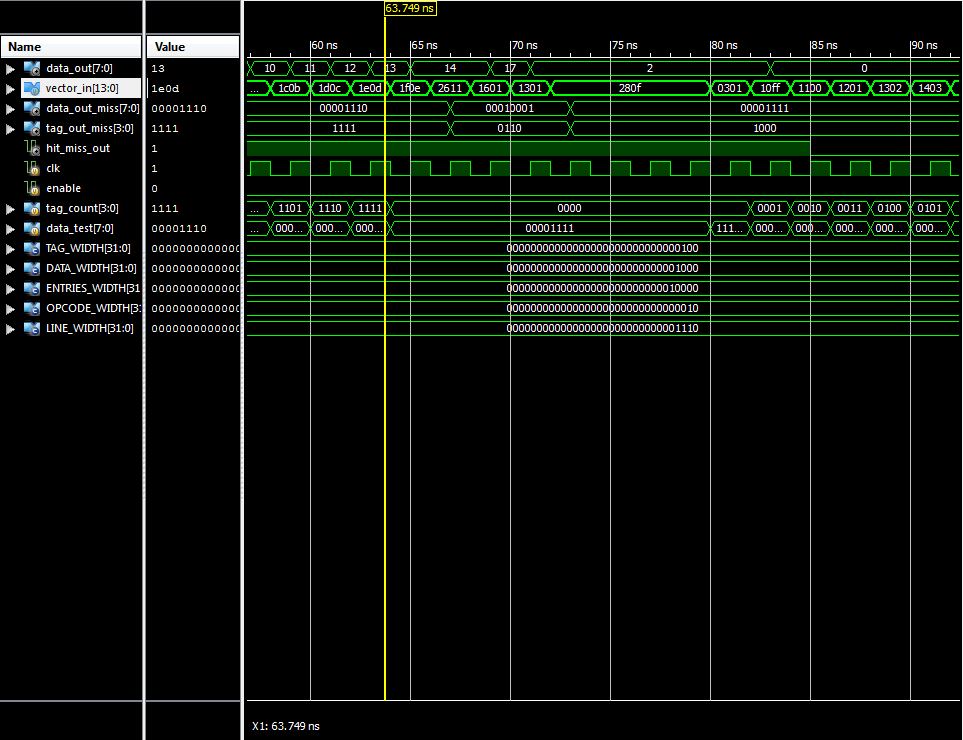 63.749 ns
Name Value 60 ns 65 ns 70 ns 75 ns 80 ns 85 ns 90 ns
data_out[7:0] 13 10 11 12 13 14 17 2 0
vector_in[13:0] 1e0d ... 1c0b 1d0c 1e0d 1f0e 2611 1601 1301 280f 0301 10ff 1100 1201 1302 1403
data_out_miss[7:0] 00001110 00001110 00010001 00001111
tag_out_miss[3:0] 1111 1111 0110 1000
hit_miss_out 1
clk 1
enable 0
tag_count[3:0] 1111 ... 1101 1110 1111 0000 0001 0010 0011 0100 0101
data_test[7:0] 00001110 ... 000... 000... 000... 00001111 111... 000... 000... 000... 000... 000...
TAG_WIDTH[31:0] 000000000000 00000000000000000000000000000100
DATA_WIDTH[31:0] 000000000000 00000000000000000000000000001000
ENTRIES_WIDTH[31 000000000000 00000000000000000000000000010000
OPCODE_WIDTH[3: 000000000000 00000000000000000000000000000010
LINE_WIDTH[31:0] 000000000000 00000000000000000000000000001110
X1: 63.749 ns